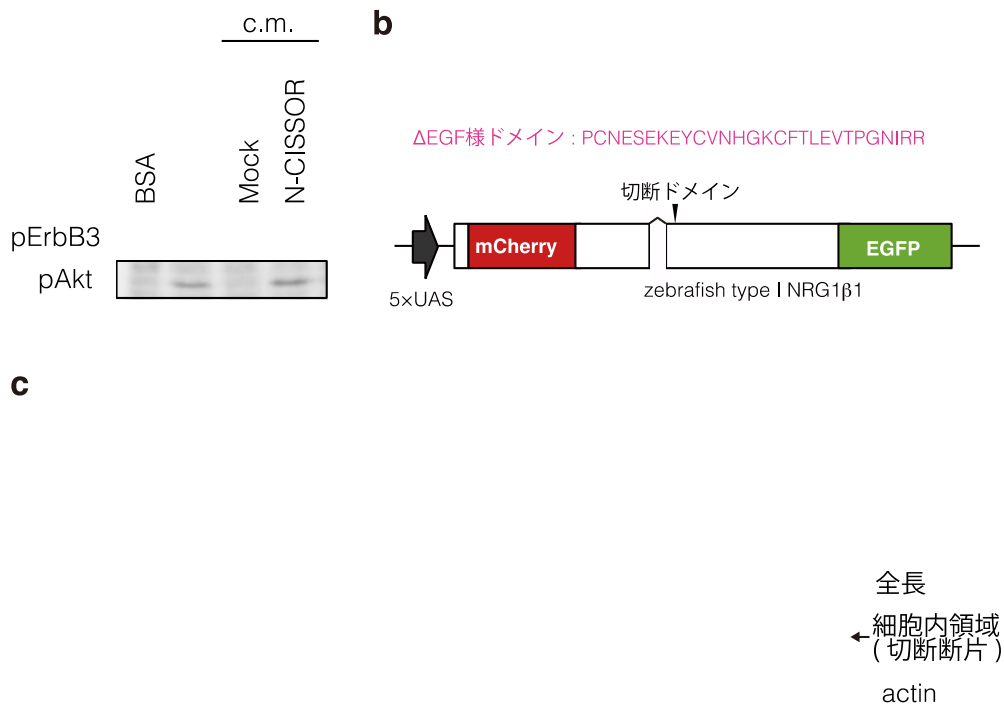 c.m.
BSA
Mock
N-CISSOR
pErbB3
pAkt
b
ΔEGF様ドメイン : PCNESEKEYCVNHGKCFTLEVTPGNIRR
切断ドメイン
mCherry
EGFP
5×UAS
zebrafish type I NRG1β1
c
全長
細胞内領域
( 切断断片 )
actin